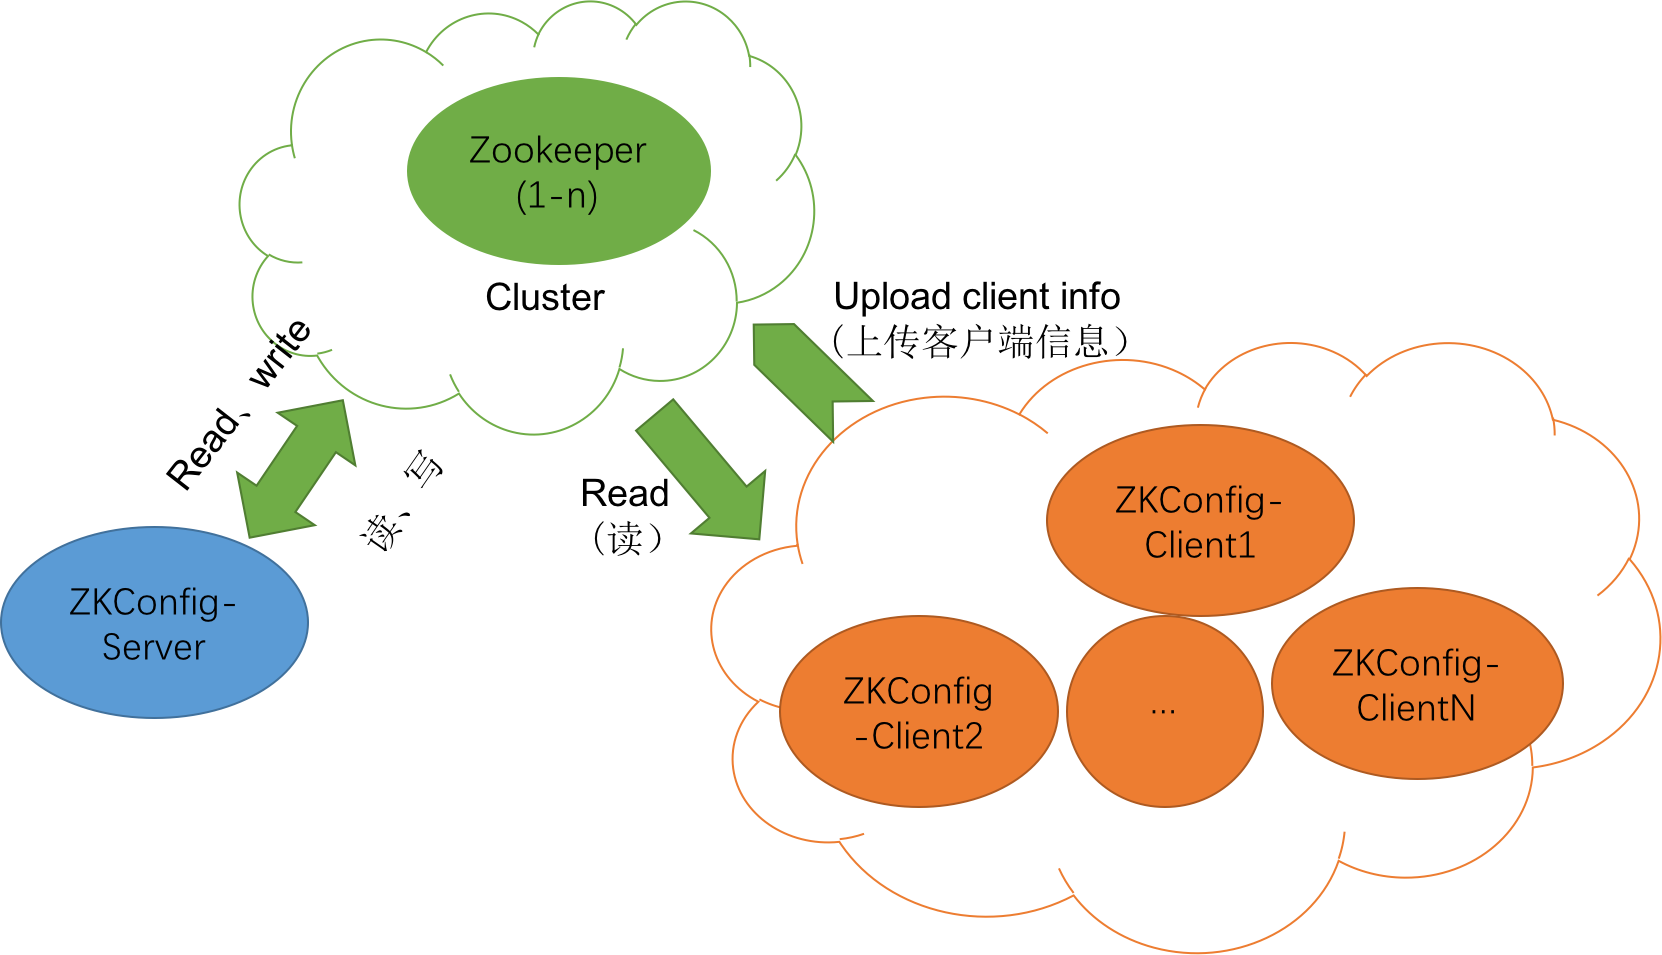 Zookeeper
(1-n)
Cluster
Upload client info
（上传客户端信息）
Read、write
读、写
Read
（读）
ZKConfig-
Server
ZKConfig-
Client1
ZKConfig
-Client2
...
ZKConfig-
ClientN